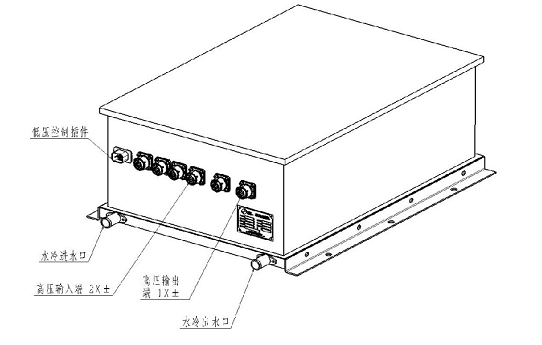 低压控制插件
水冷进水口
高压输入端 2X±
高压输出
端 1X±
水冷出水口